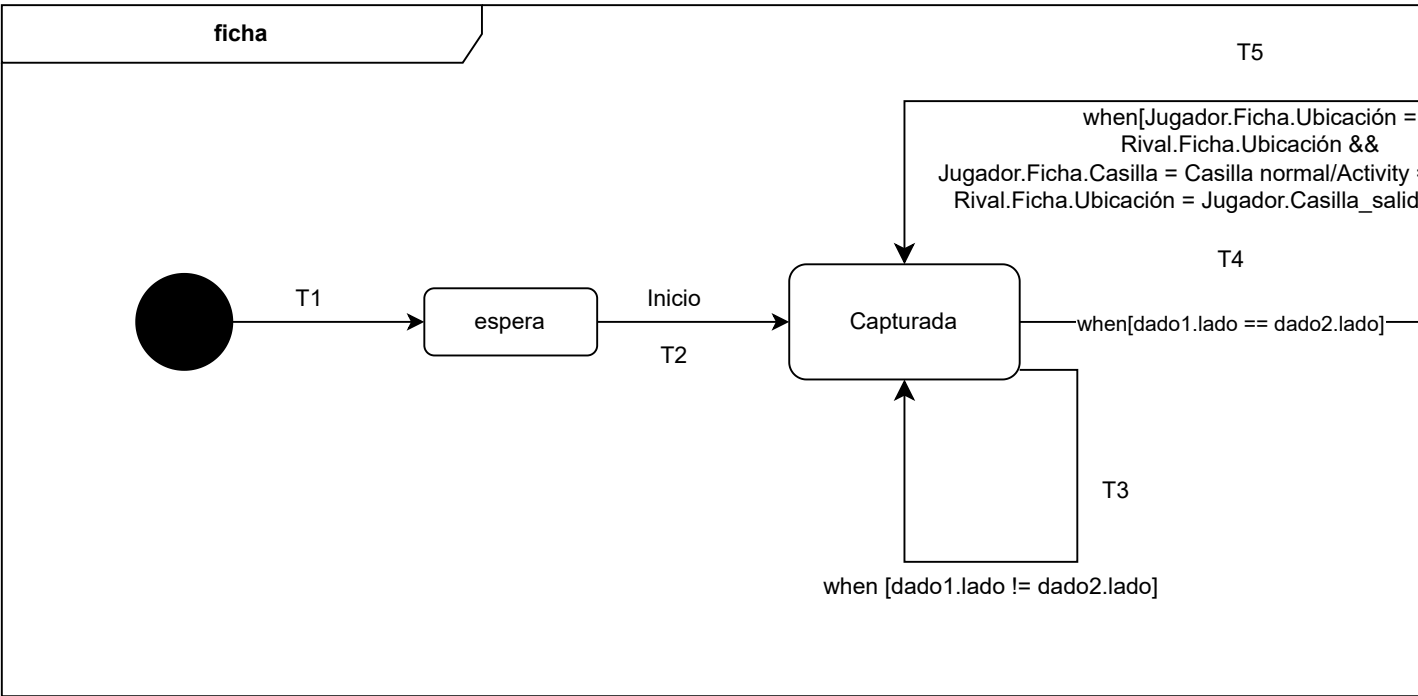 ficha
T5
when[Jugador.Ficha.Ubicación =
Rival.Ficha.Ubicación &&
Jugador.Ficha.Casilla = Casilla normal/Activity =
Rival.Ficha.Ubicación = Jugador.Casilla_salid
T4
T1
Inicio
espera
Capturada
when[dado1.lado == dado2.lado]
T2
T3
when [dado1.lado != dado2.lado]